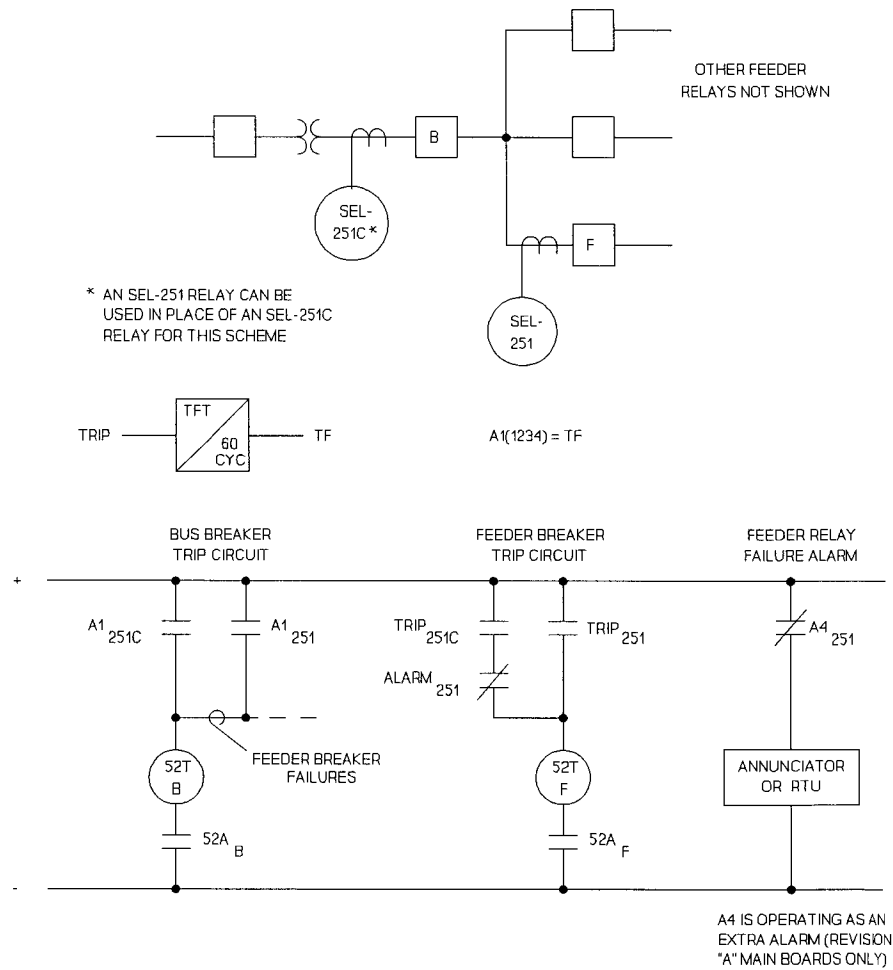 OTHER FEEDER
RELAYS NOT SHOWN
B
SEL-
251C *
F
SEL-
251
* AN SEL-251 RELAY CAN BE
USED IN PLACE OF AN SEL-251C
RELAY FOR THIS SCHEME
TFT
TRIP
60
CYC
TF
A1(1234) = TF
BUS BREAKER
TRIP CIRCUIT
FEEDER BREAKER
TRIP CIRCUIT
FEEDER RELAY
FAILURE ALARM
+
A1 251C
A1 251
TRIP 251C
TRIP 251
A4 251
ALARM 251
FEEDER BREAKER
FAILURES
52T
B
52T
F
ANNUNCIATOR
OR RTU
52A B
52A F
-
A4 IS OPERATING AS AN
EXTRA ALARM (REVISION
"A" MAIN BOARDS ONLY)